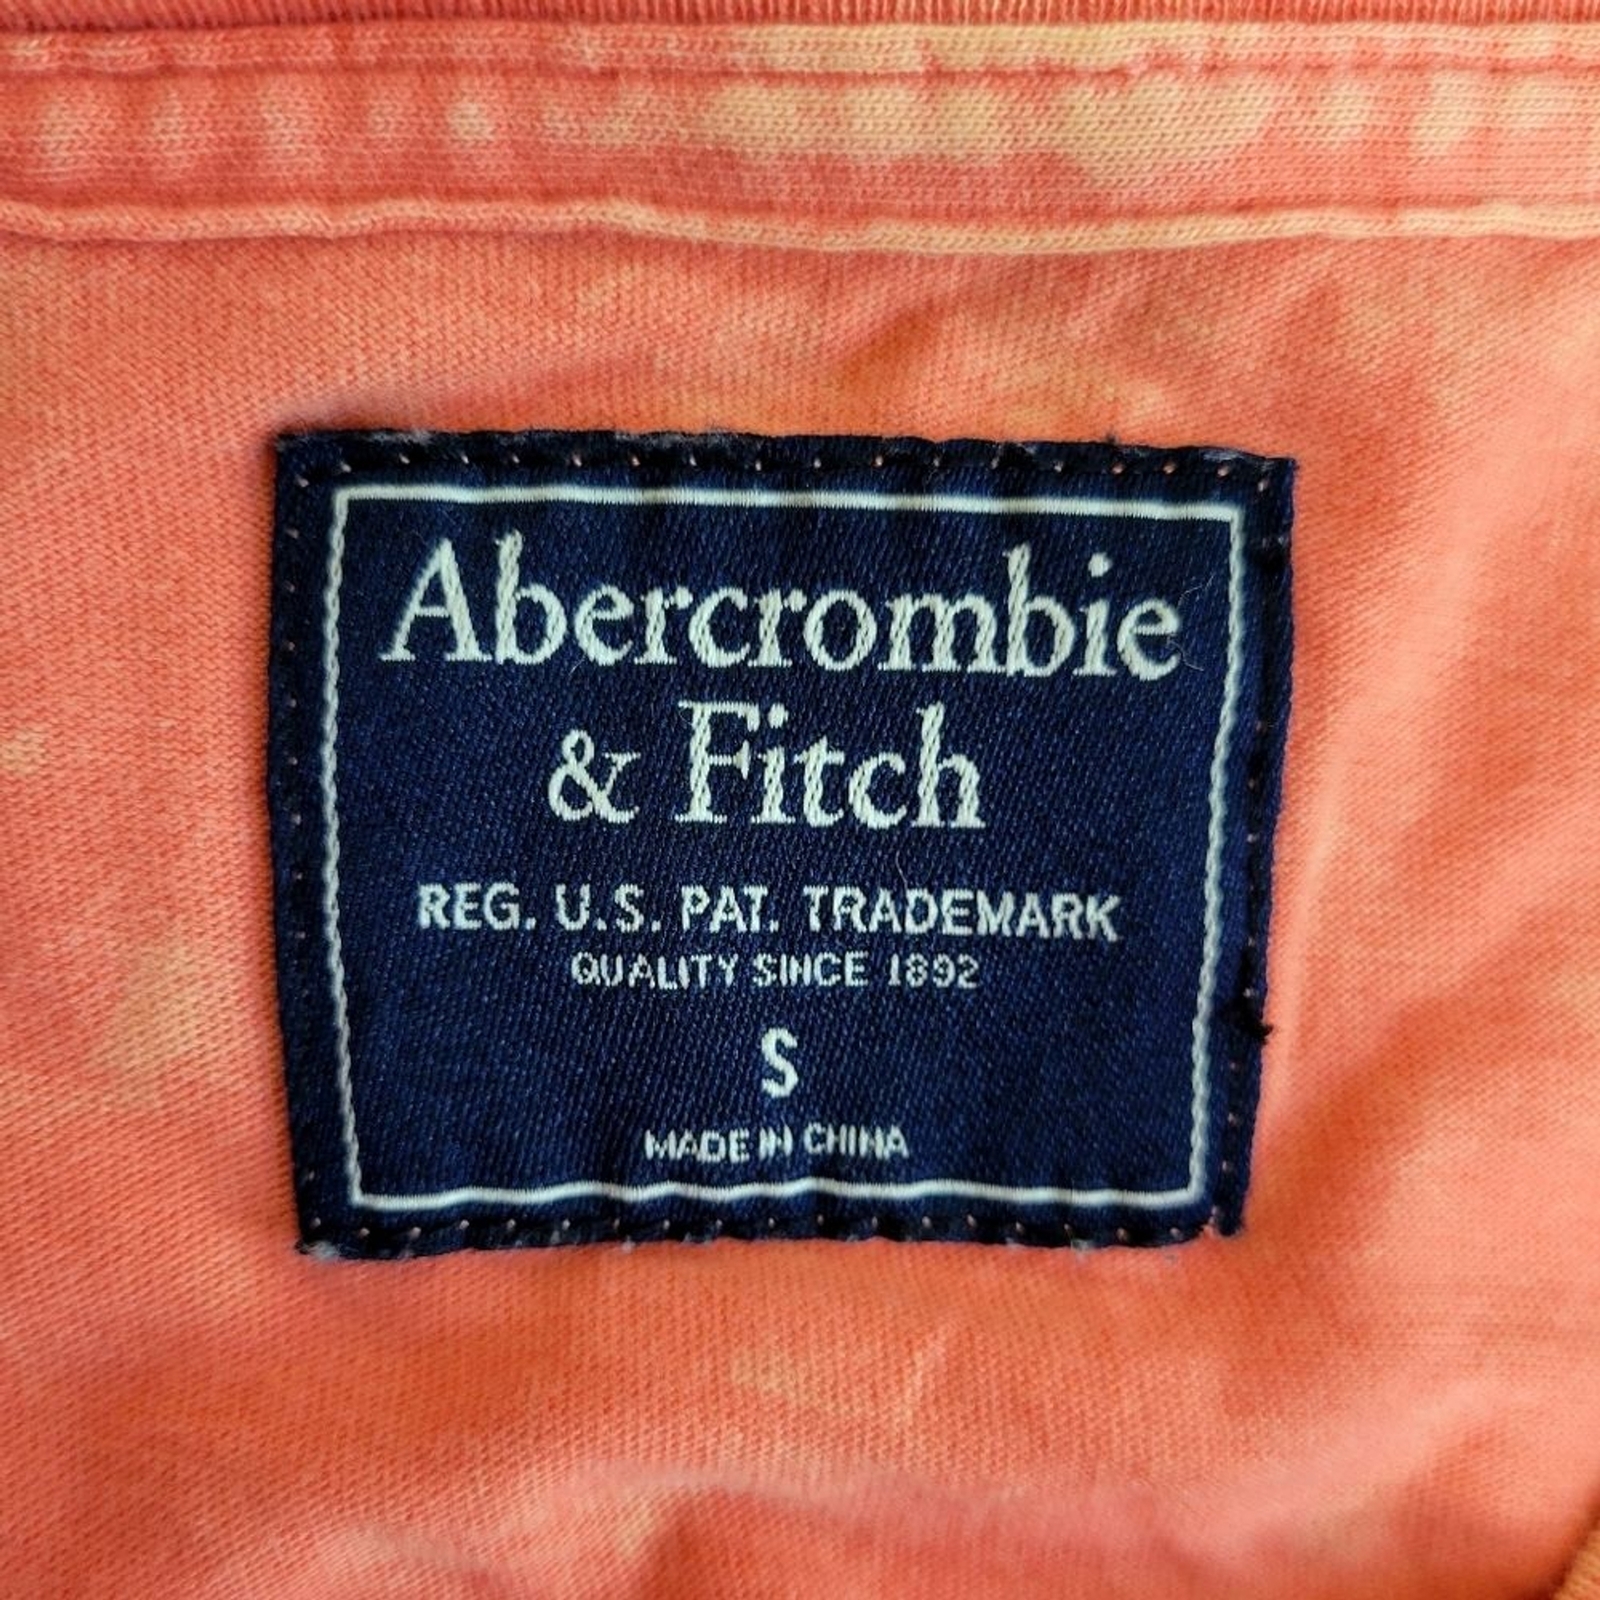 Abercrombie
& Fitch
REG. U.S. PAT. TRADEMARK
QUALITY SINCE 1892
S
MADE IN CHINA